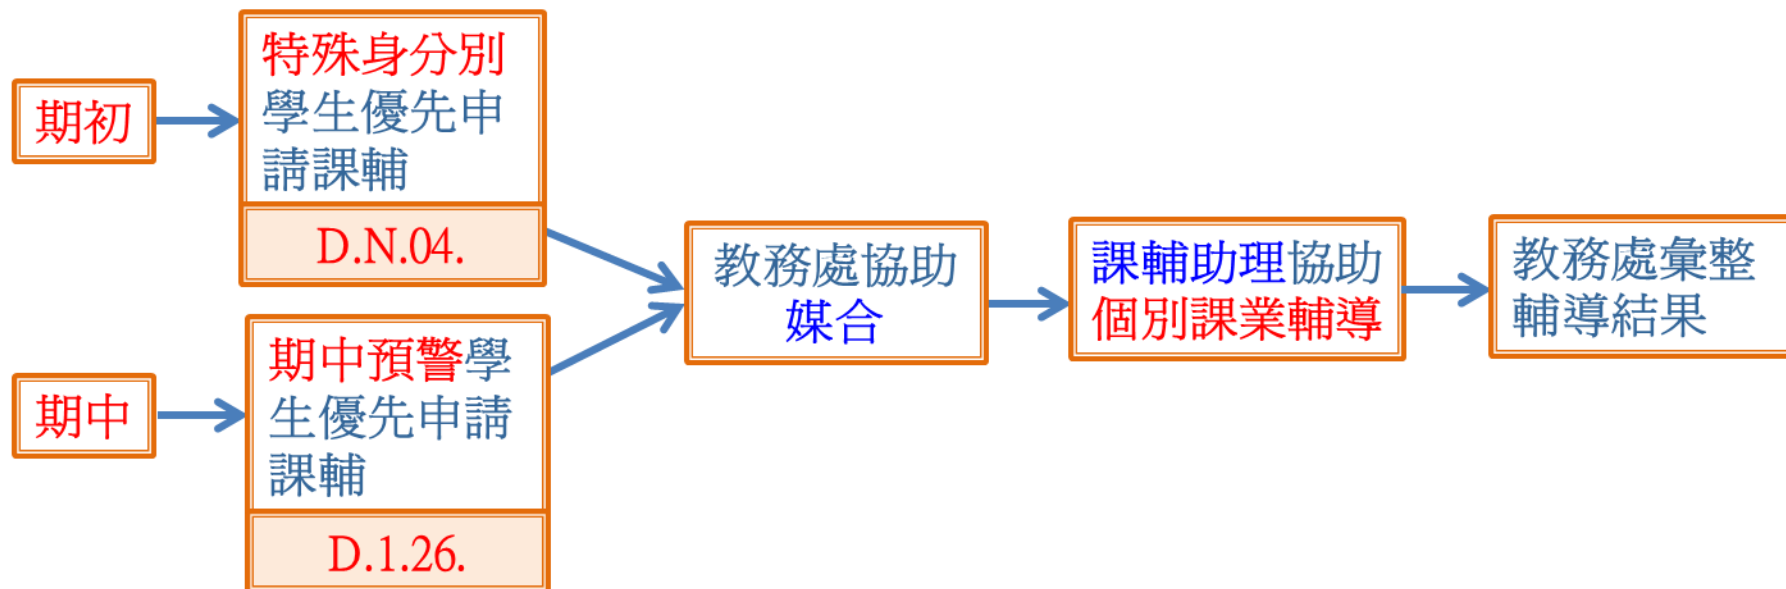 期初
特殊身分別
學生優先申
請課輔
D.N.04.
期中
期中預警學
生優先申請
課輔
D.1.26.
教務處協助
媒合
課輔助理協助
個別課業輔導
教務處彙整
輔導結果